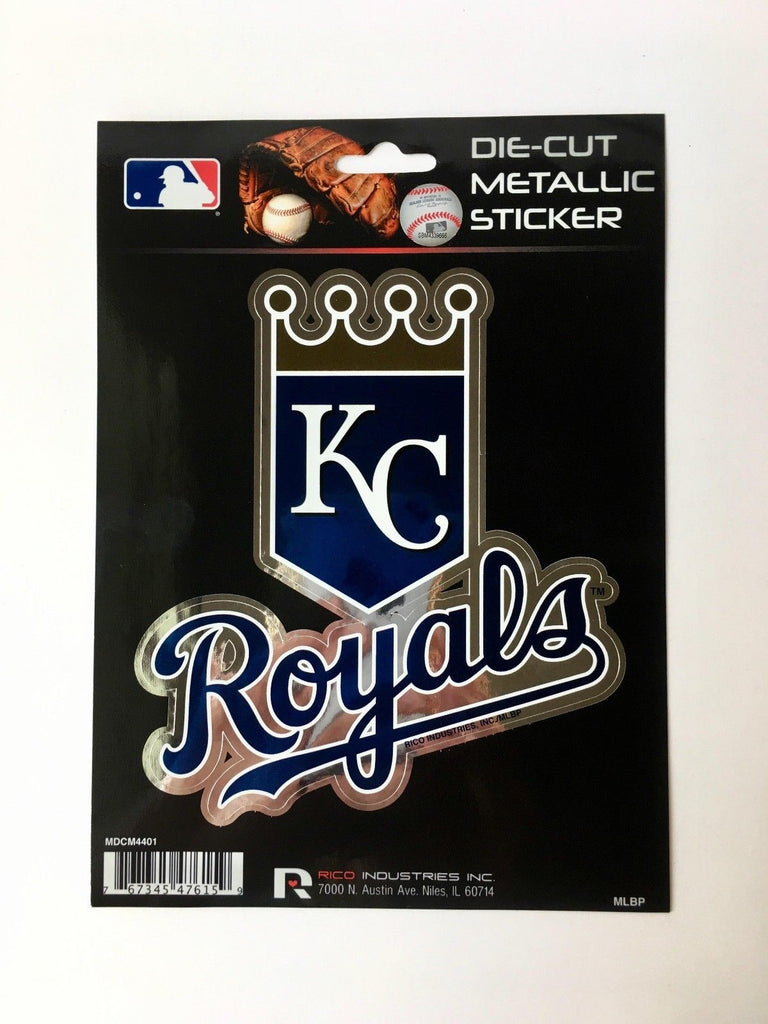 DIE-CUT
METALLIC
STICKER
KC
Royals
TM
RICO INDUSTRIES, INC./MLBP
MDCM4401
7 67345 47615 9
RICO INDUSTRIES INC.
7000 N. Austin Ave. Niles, IL 60714
MLBP